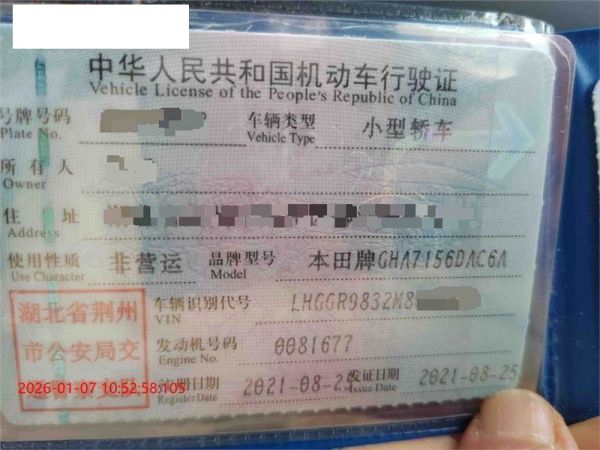 中华人民共和国机动车行驶证
Vehicle License of the People's Republic of China
号牌号码 车辆类型 小型轿车
Plate No. Vehicle Type
所有人
Owner
住址
Address
使用性质 非营运 品牌型号 本田牌GHA7156DAC6A
Use Character Model
湖北省荆州
市公安局交
车辆识别代号 LHGGR9832M8
VIN
发动机号码 0081677
Engine No.
2026-01-07 10:52:58:105
注册日期 2021-08-25 发证日期 2021-08-25
Register Date Issue Date